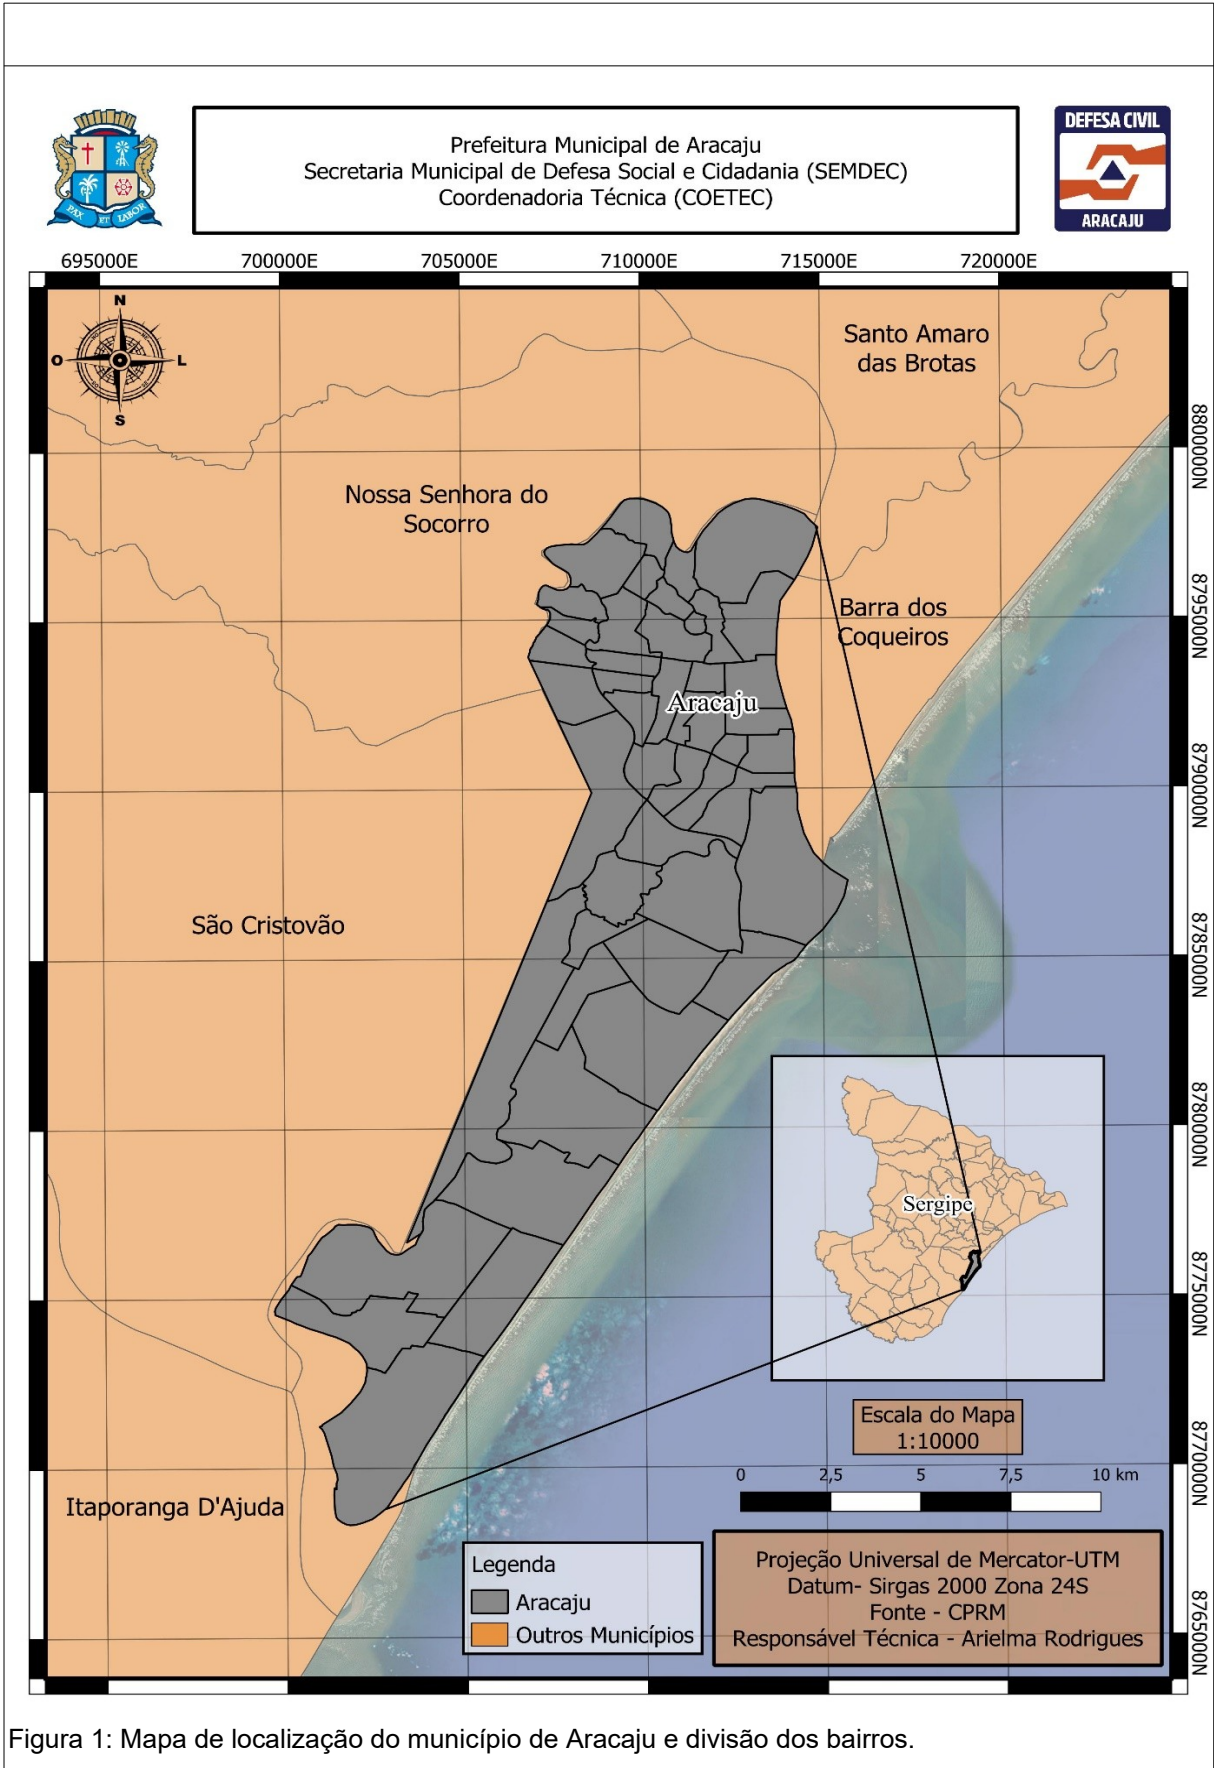 PAX ET LABOR
Prefeitura Municipal de Aracaju
Secretaria Municipal de Defesa Social e Cidadania (SEMDEC)
Coordenadoria Técnica (COETEC)
DEFESA CIVIL
ARACAJU
695000E 700000E 705000E 710000E 715000E 720000E
N
O L
S
Santo Amaro
das Brotas
8800000N
Nossa Senhora do
Socorro
Barra dos
Coqueiros
8795000N
Aracaju
8790000N
São Cristovão
8785000N
8780000N
Sergipe
8775000N
Escala do Mapa
1:10000
0 2,5 5 7,5 10 km
8770000N
Itaporanga D'Ajuda
Legenda
Aracaju
Outros Municípios
Projeção Universal de Mercator-UTM
Datum- Sirgas 2000 Zona 24S
Fonte - CPRM
Responsável Técnica - Arielma Rodrigues
8765000N
Figura 1: Mapa de localização do município de Aracaju e divisão dos bairros.